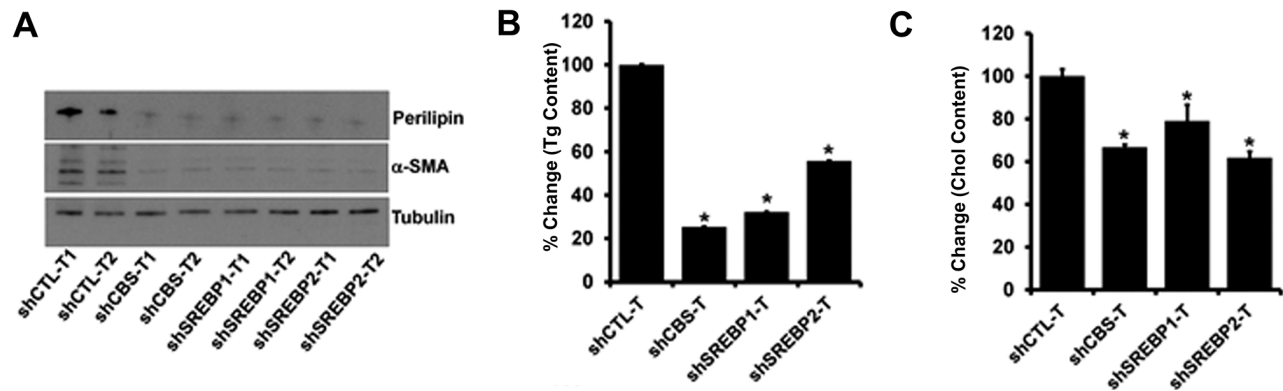 A
Perilipin
α-SMA
Tubulin
shCTL-T1
shCTL-T2
shCBS-T1
shCBS-T2
shSREBP1-T1
shSREBP1-T2
shSREBP2-T1
shSREBP2-T2
B
% Change (Tg Content)
120
100
80
60
40
20
0
*
*
*
shCTL-T
shCBS-T
shSREBP1-T
shSREBP2-T
C
% Change (Chol Content)
120
100
80
60
40
20
0
*
*
*
shCTL-T
shCBS-T
shSREBP1-T
shSREBP2-T